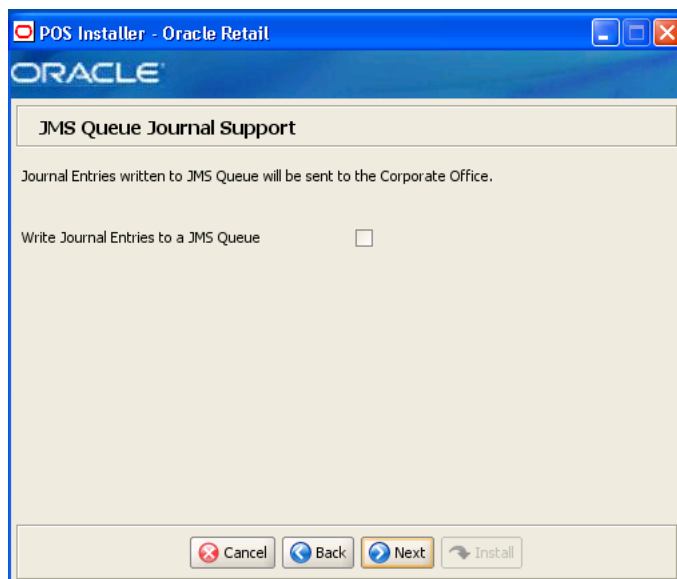 POS Installer - Oracle Retail
ORACLE
JMS Queue Journal Support
Journal Entries written to JMS Queue will be sent to the Corporate Office.
Write Journal Entries to a JMS Queue
Cancel Back Next Install